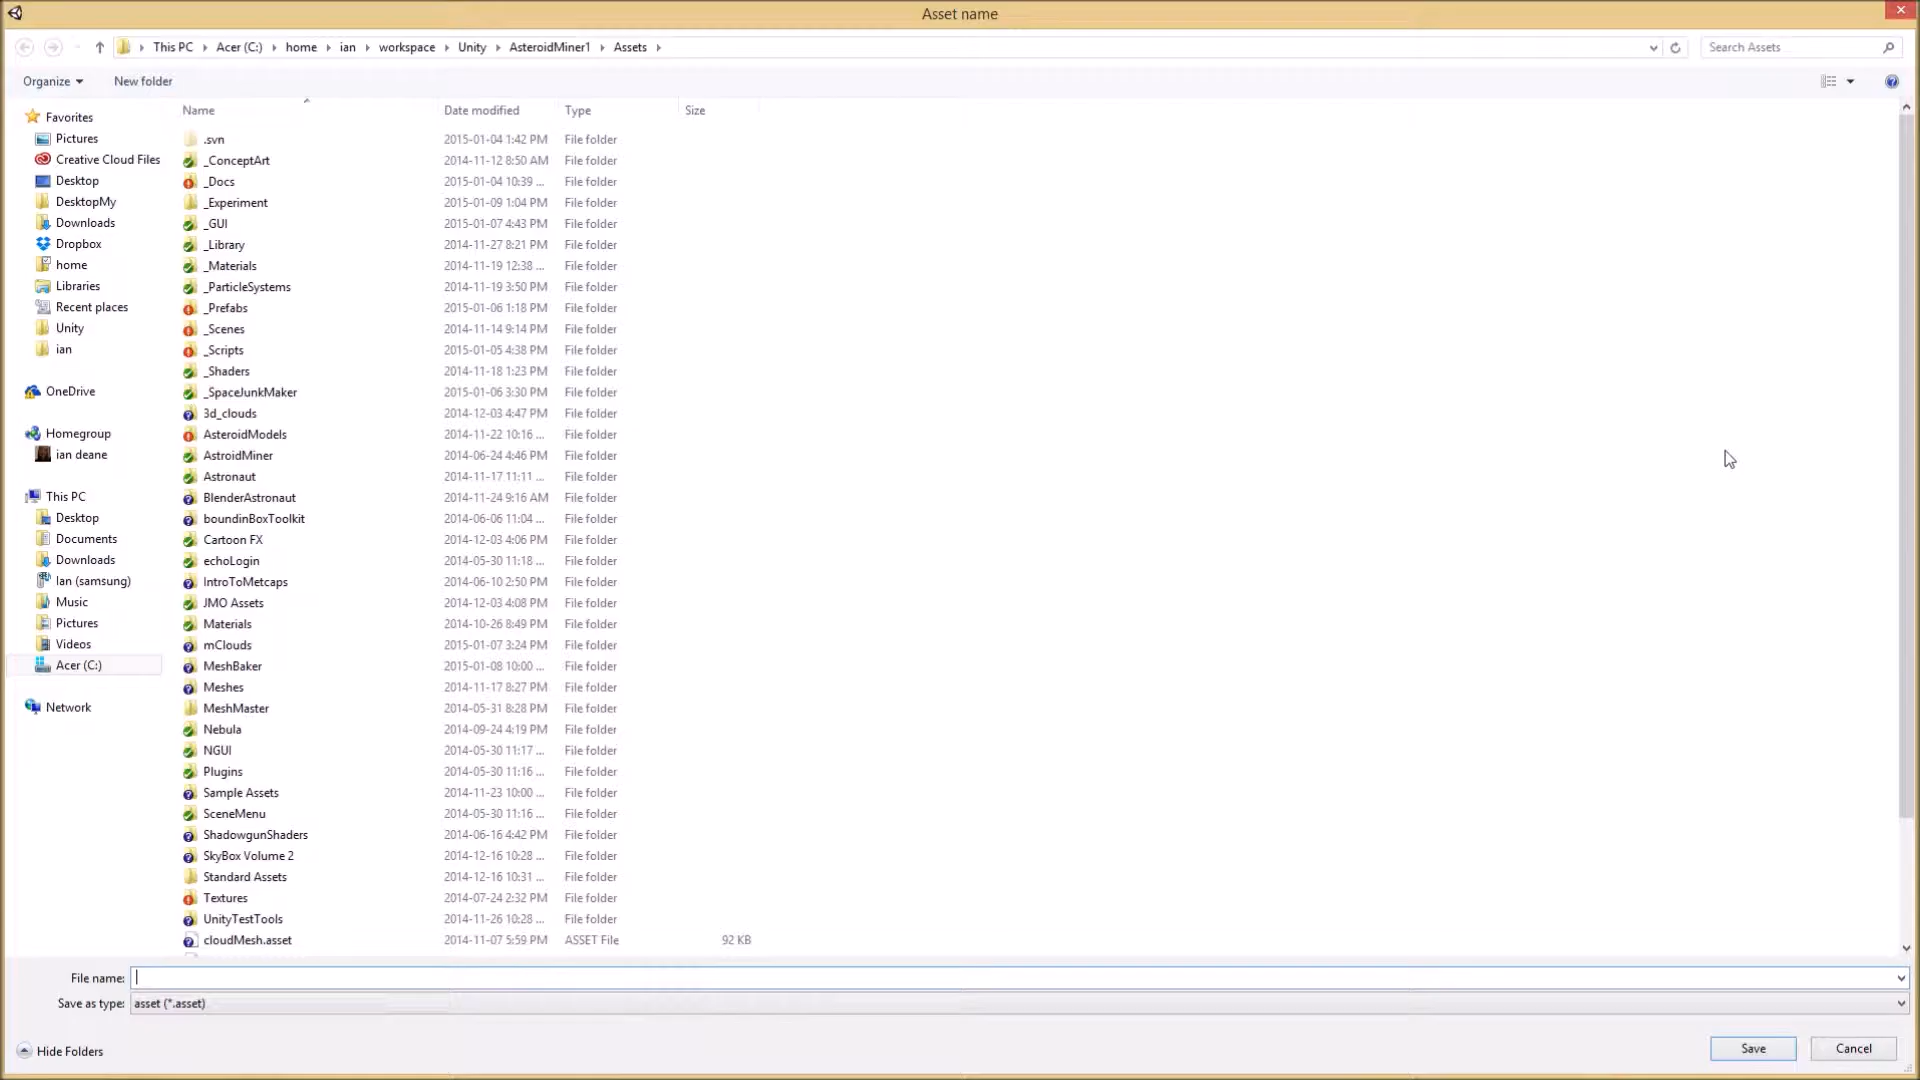 Asset name
This PC Acer (C:) home ian workspace Unity AsteroidMiner1 Assets Search Assets
Organize New folder
Name Date modified Type Size
Favorites
Pictures
Creative Cloud Files
Desktop
DesktopMy
Downloads
Dropbox
home
Libraries
Recent places
Unity
ian
OneDrive
Homegroup
ian deane
This PC
Desktop
Documents
Downloads
Ian (samsung)
Music
Pictures
Videos
Acer (C:)
Network
.svn 2015-01-04 1:42 PM File folder
_ConceptArt 2014-11-12 8:50 AM File folder
_Docs 2015-01-04 10:39 ... File folder
_Experiment 2015-01-09 1:04 PM File folder
_GUI 2015-01-07 4:43 PM File folder
_Library 2014-11-27 8:21 PM File folder
_Materials 2014-11-19 12:38 ... File folder
_ParticleSystems 2014-11-19 3:50 PM File folder
_Prefabs 2015-01-06 1:18 PM File folder
_Scenes 2014-11-14 9:14 PM File folder
_Scripts 2015-01-05 4:38 PM File folder
_Shaders 2014-11-18 1:23 PM File folder
_SpaceJunkMaker 2015-01-06 3:30 PM File folder
3d_clouds 2014-12-03 4:47 PM File folder
AsteroidModels 2014-11-22 10:16 ... File folder
AstroidMiner 2014-06-24 4:46 PM File folder
Astronaut 2014-11-17 11:11 ... File folder
BlenderAstronaut 2014-11-24 9:16 AM File folder
boundinBoxToolkit 2014-06-06 11:04 ... File folder
Cartoon FX 2014-12-03 4:06 PM File folder
echoLogin 2014-05-30 11:18 ... File folder
IntroToMetcaps 2014-06-10 2:50 PM File folder
JMO Assets 2014-12-03 4:08 PM File folder
Materials 2014-10-26 8:49 PM File folder
mClouds 2015-01-07 3:24 PM File folder
MeshBaker 2015-01-08 10:00 ... File folder
Meshes 2014-11-17 8:27 PM File folder
MeshMaster 2014-05-31 8:28 PM File folder
Nebula 2014-09-24 4:19 PM File folder
NGUI 2014-05-30 11:17 ... File folder
Plugins 2014-05-30 11:16 ... File folder
Sample Assets 2014-11-23 10:00 ... File folder
SceneMenu 2014-05-30 11:16 ... File folder
ShadowgunShaders 2014-06-16 4:42 PM File folder
SkyBox Volume 2 2014-12-16 10:28 ... File folder
Standard Assets 2014-12-16 10:31 ... File folder
Textures 2014-07-24 2:32 PM File folder
UnityTestTools 2014-11-26 10:28 ... File folder
cloudMesh.asset 2014-11-07 5:59 PM ASSET File 92 KB
File name:
Save as type: asset (*.asset)
Hide Folders Save Cancel